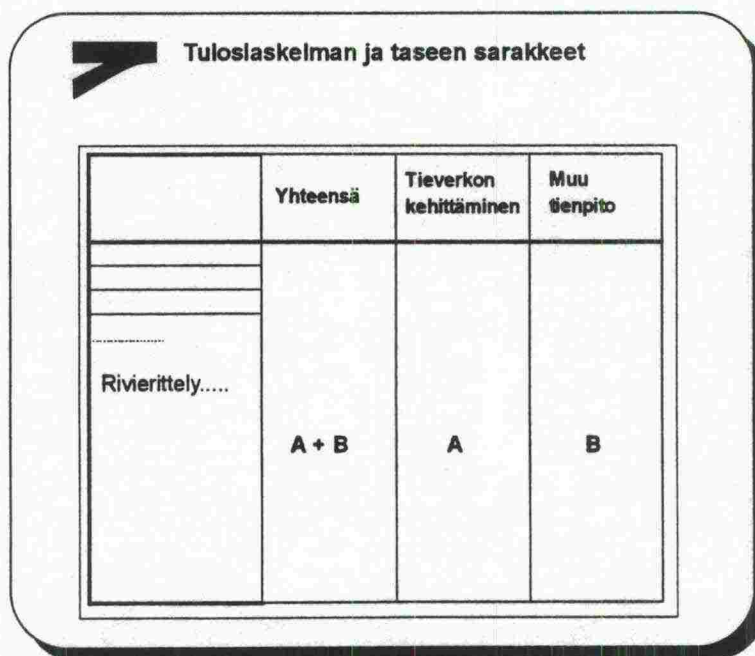 Tuloslaskelman ja taseen sarakkeet
Yhteensä
Tieverkon
kehittäminen
Muu
tienpito
Rivierittely.....
A + B
A
B